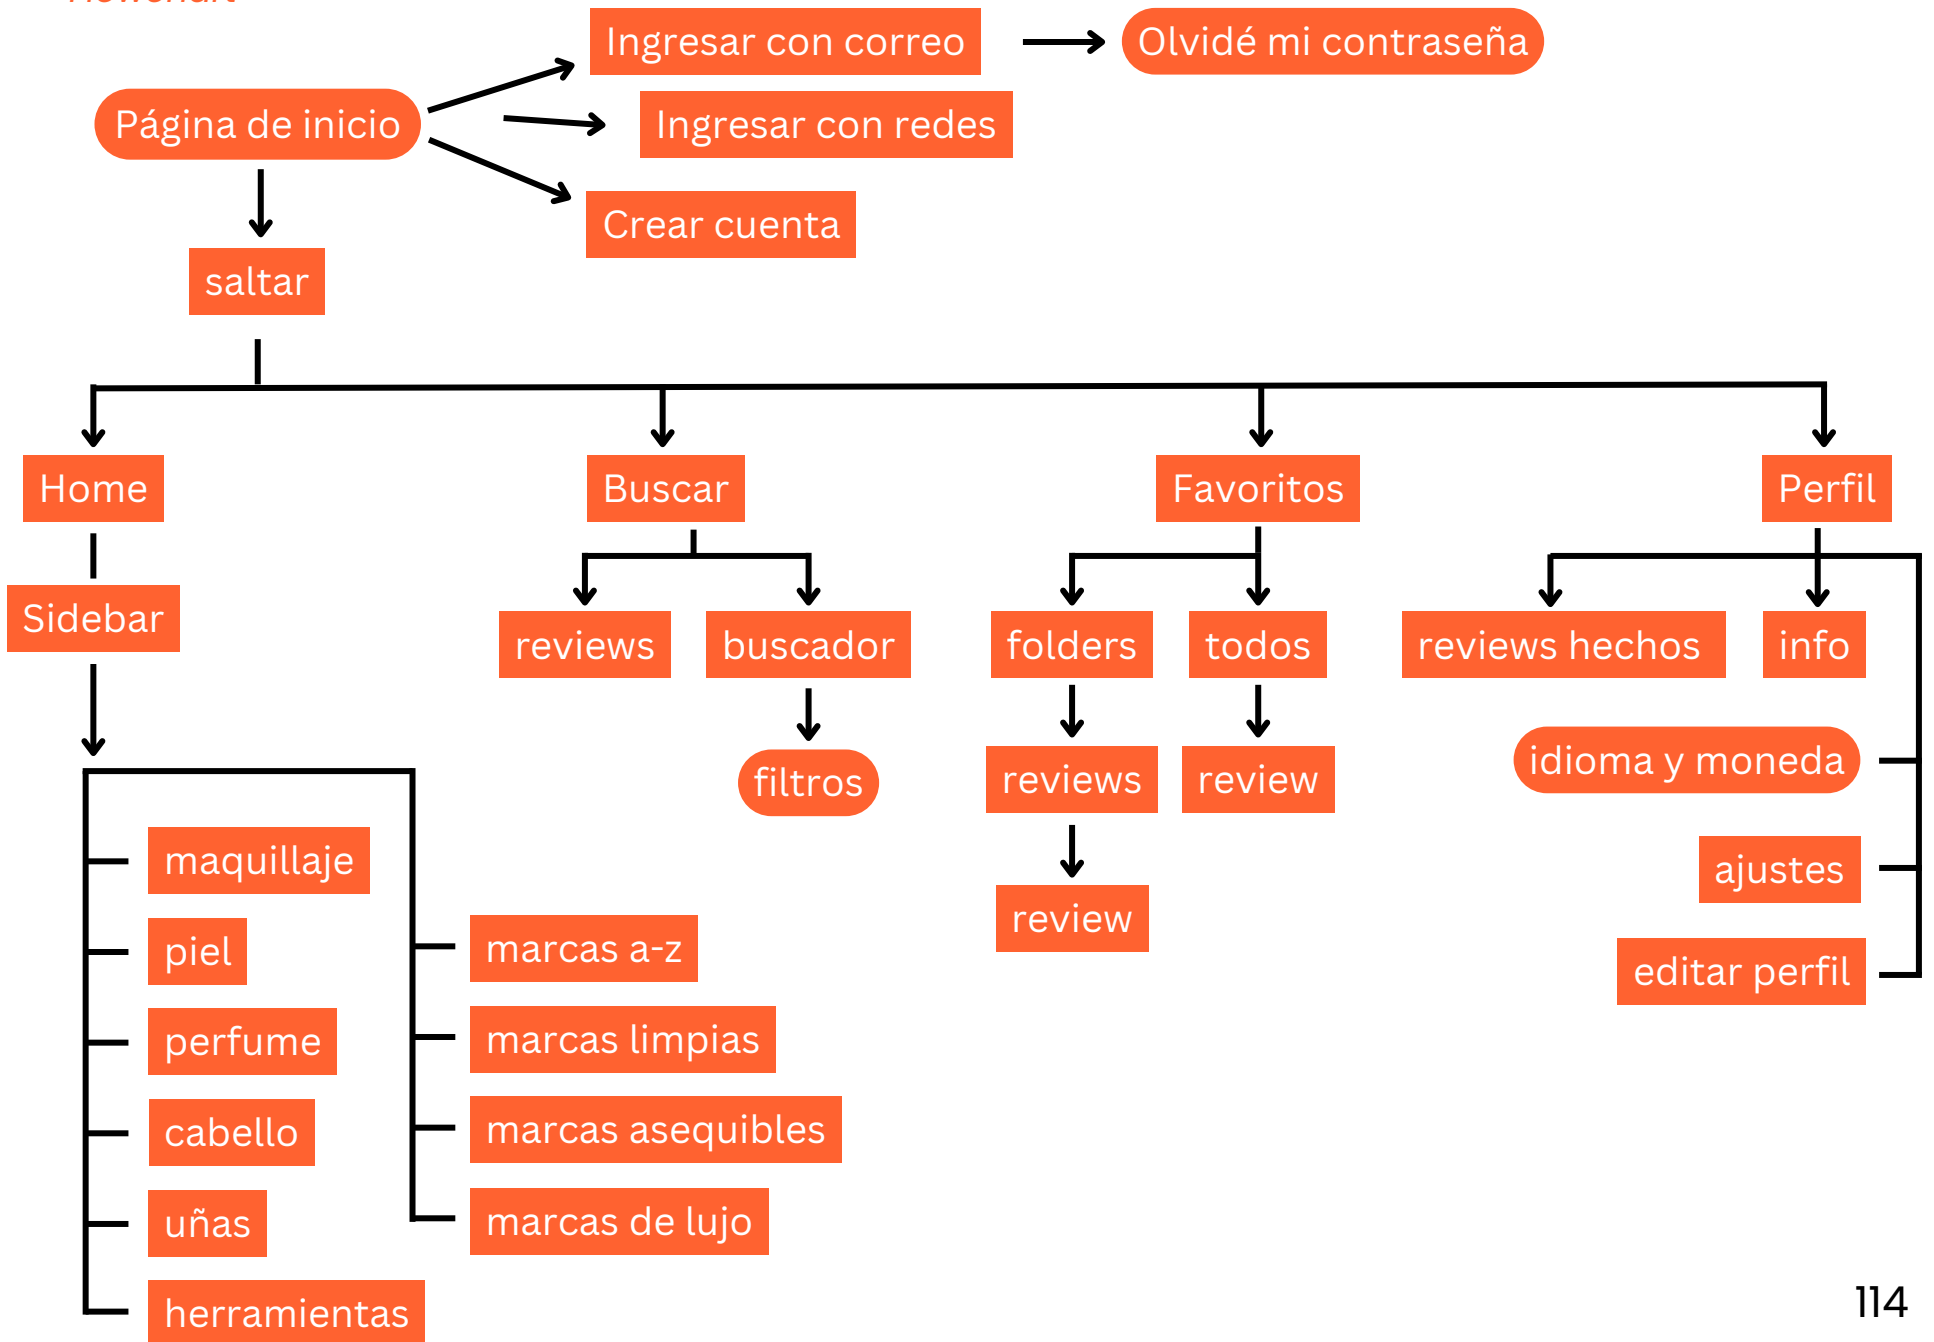 Ingresar con correo
Olvidé mi contraseña
Página de inicio
Ingresar con redes
Crear cuenta
saltar
Home
Buscar
Favoritos
Perfil
Sidebar
reviews
buscador
folders
todos
reviews hechos
info
filtros
reviews
review
idioma y moneda
review
ajustes
editar perfil
maquillaje
piel
perfume
cabello
uñas
herramientas
marcas a-z
marcas limpias
marcas asequibles
marcas de lujo
114